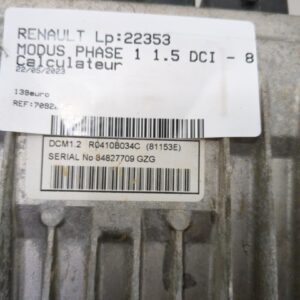 RENAULT Lp:22353
MODUS PHASE 1 1.5 DCI - 8
Calculateur
22/05/2023
139euro
DCM1.2 R0410B034C (81153E)
SERIAL No 84827709 GZG